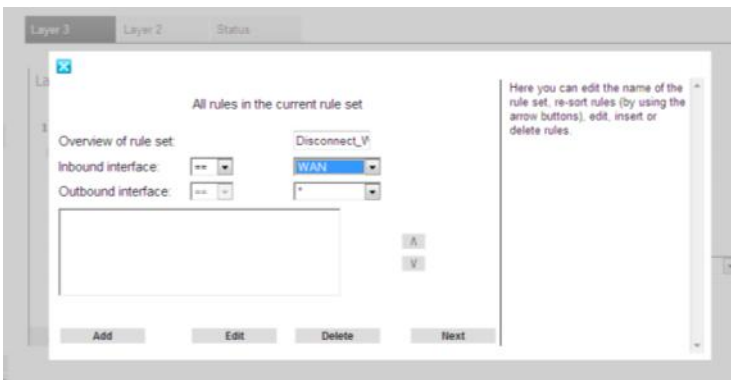 Layer 3 Layer 2 Status
La
All rules in the current rule set
Overview of rule set: Disconnect_W
Inbound interface: == WAN
Outbound interface: == *
Add Edit Delete Next
Here you can edit the name of the
rule set, re-sort rules (by using the
arrow buttons), edit, insert or
delete rules.